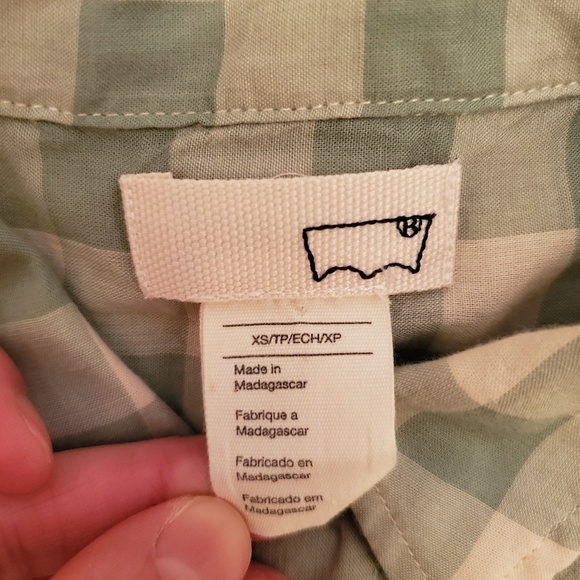 R
XS/TP/ECH/XP
Made in
Madagascar
Fabrique a
Madagascar
Fabricado en
Madagascar
Fabricado em
Madagascar